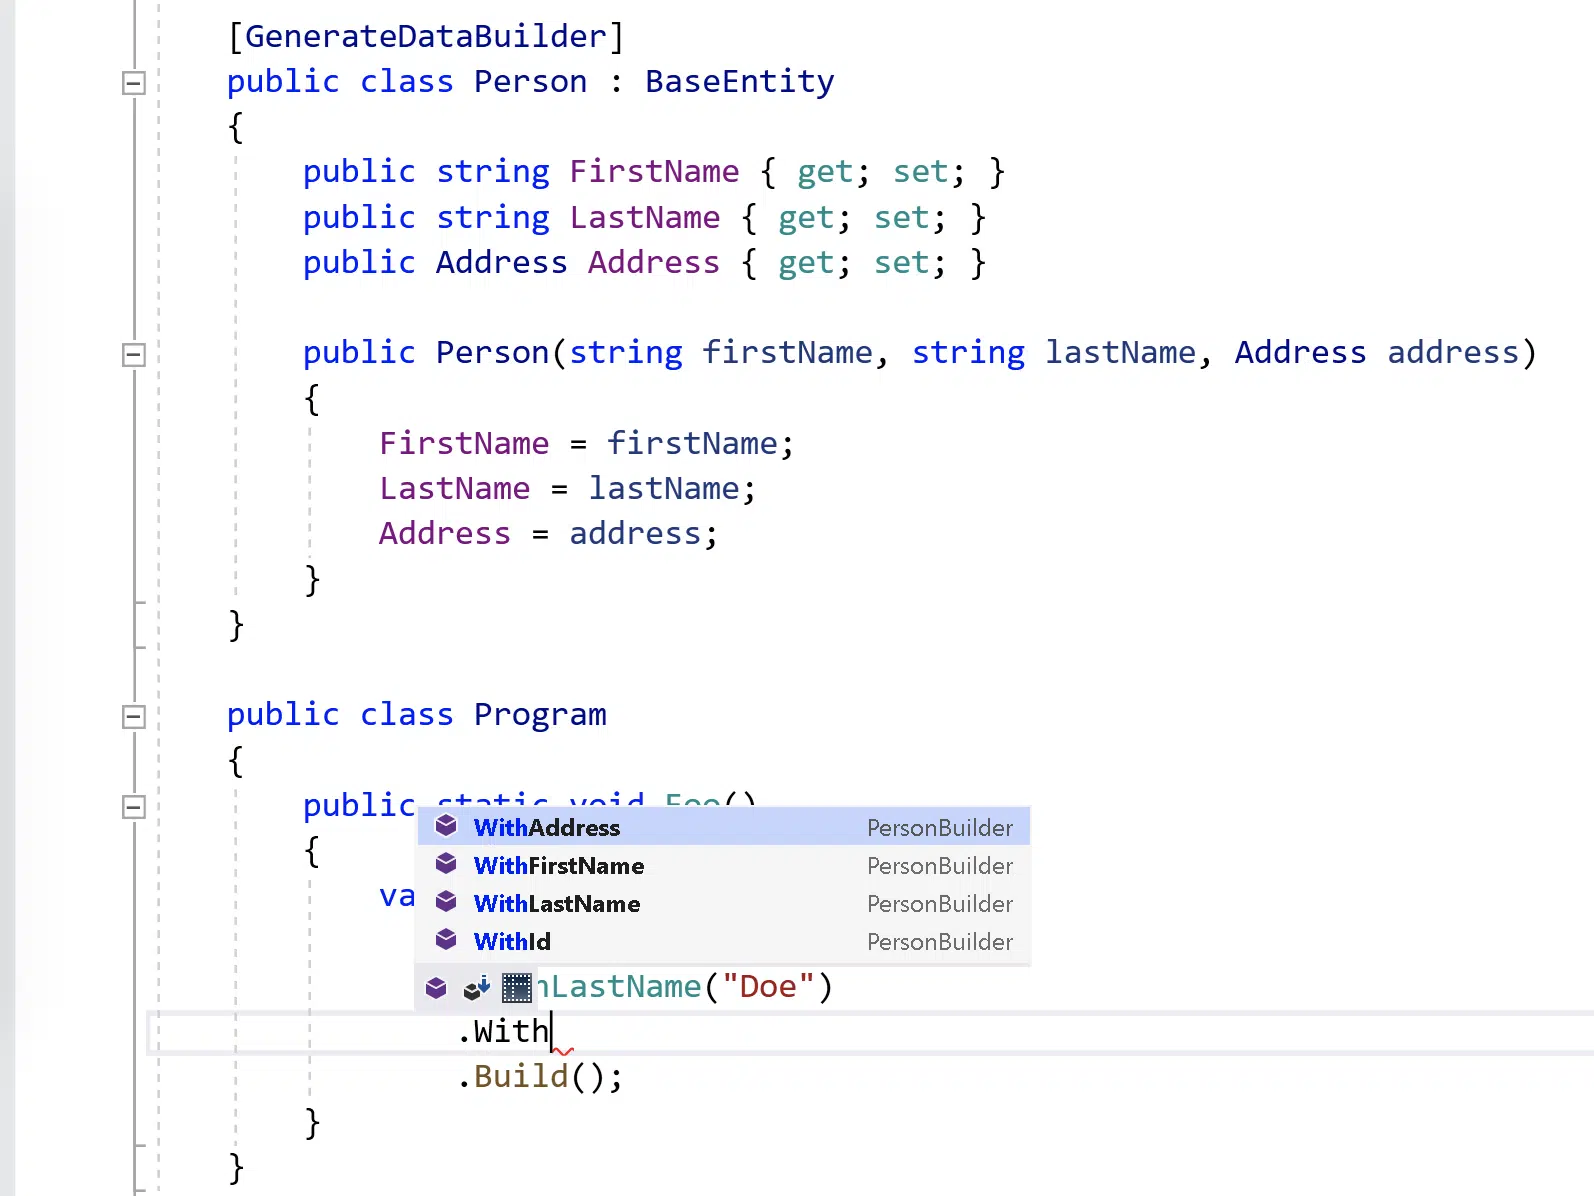 [GenerateDataBuilder]
public class Person : BaseEntity
{
public string FirstName { get; set; }
public string LastName { get; set; }
public Address Address { get; set; }
public Person(string firstName, string lastName, Address address)
{
FirstName = firstName;
LastName = lastName;
Address = address;
}
}
public class Program
{
public static void Foo()
{
WithAddress PersonBuilder
WithFirstName PersonBuilder
va WithLastName PersonBuilder
WithId PersonBuilder
hLastName("Doe")
.With
.Build();
}
}